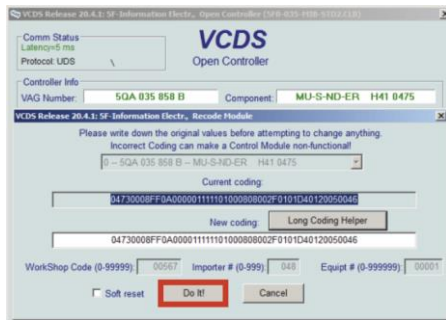 VCDS Release 20.4.1: 5F-Information Electr., Open Controller
Comm Status
Latency=5 ms
Protocol: UDS \
VCDS
Open Controller
Controller Info
VAG Number: 5QA 035 858 B Component: MU-S-ND-ER H41 0475
VCDS Release 20.4.1: 5F-Information Electr., Recode Module
Please write down the original values before attempting to change anything.
Incorrect Coding can make a Control Module non-functional!
0 -- 5QA 035 858 B -- MU-S-ND-ER H41 0475
Current coding:
04730008FF0A00001111101000808002F0101D40120050046
New coding: Long Coding Helper
04730008FF0A00001111101000808002F0101D40120050046
WorkShop Code (0-99999): 00567 Importer # (0-999): 048 Equipt # (0-999999): 00001
Soft reset Do It! Cancel